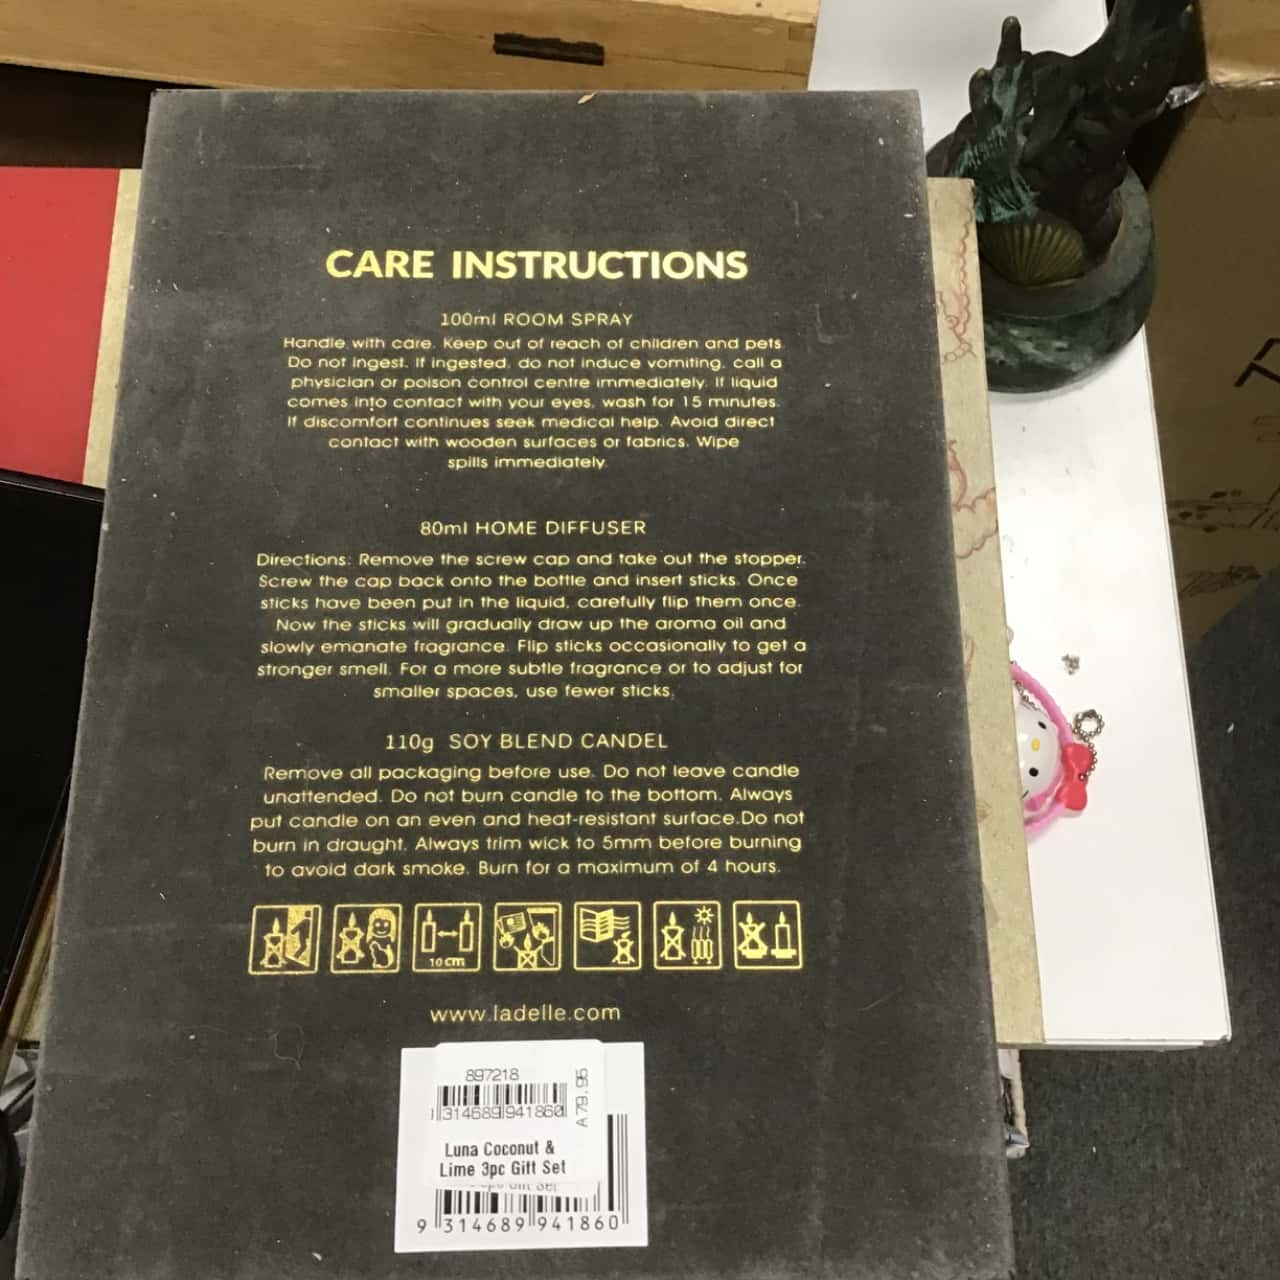 CARE INSTRUCTIONS
100ml ROOM SPRAY
Handle with care. Keep out of reach of children and pets.
Do not ingest. If ingested, do not induce vomiting, call a
physician or poison control centre immediately. If liquid
comes into contact with your eyes, wash for 15 minutes.
If discomfort continues seek medical help. Avoid direct
contact with wooden surfaces or fabrics. Wipe
spills immediately.
80ml HOME DIFFUSER
Directions: Remove the screw cap and take out the stopper.
Screw the cap back onto the bottle and insert sticks. Once
sticks have been put in the liquid, carefully flip them once.
Now the sticks will gradually draw up the aroma oil and
slowly emanate fragrance. Flip sticks occasionally to get a
stronger smell. For a more subtle fragrance or to adjust for
smaller spaces, use fewer sticks.
110g SOY BLEND CANDEL
Remove all packaging before use. Do not leave candle
unattended. Do not burn candle to the bottom. Always
put candle on an even and heat-resistant surface.Do not
burn in draught. Always trim wick to 5mm before burning
to avoid dark smoke. Burn for a maximum of 4 hours.
10cm
www.ladelle.com
897218
314689 941860
A79.95
Luna Coconut &
Lime 3pc Gift Set
9 314689 941860